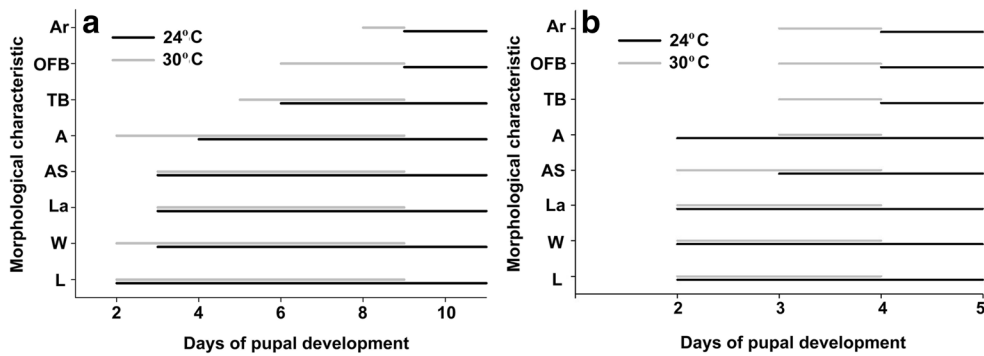 a
24°C
30°C
Morphological characteristic
Ar
OFB
TB
A
AS
La
W
L
2 4 6 8 10
Days of pupal development
b
24°C
30°C
Morphological characteristic
Ar
OFB
TB
A
AS
La
W
L
2 3 4 5
Days of pupal development